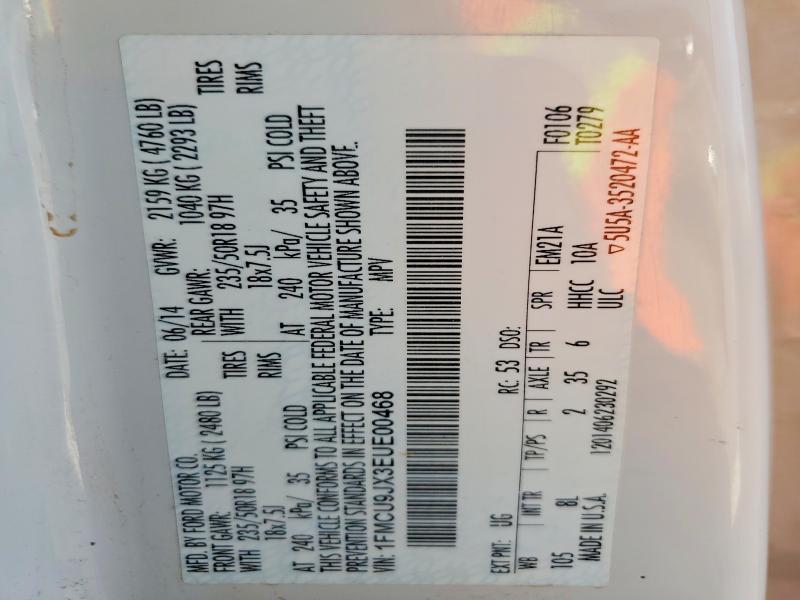 MFD. BY FORD MOTOR CO.
DATE: 06/14 GVWR: 2159 KG ( 4760 LB)
FRONT GAWR: 1125 KG ( 2480 LB) REAR GAWR: 1040 KG ( 2293 LB)
WITH 235/50R18 97H TIRES WITH 235/50R18 97H TIRES
18x7.5J RIMS 18x7.5J RIMS
AT 240 kPa/ 35 PSI COLD AT 240 kPa/ 35 PSI COLD
THIS VEHICLE CONFORMS TO ALL APPLICABLE FEDERAL MOTOR VEHICLE SAFETY AND THEFT
PREVENTION STANDARDS IN EFFECT ON THE DATE OF MANUFACTURE SHOWN ABOVE.
VIN: 1FMCU9JX3EUE00468 TYPE: MPV
EXT PNT: UG RC: 53 DSO: F0106
WB INT TR TP/PS R AXLE TR SPR EM21A T0279
105 8L 2 35 6 HHCC 10A
MADE IN U.S.A. 1201406230292 ULC
▽5U5A-3520472-AA